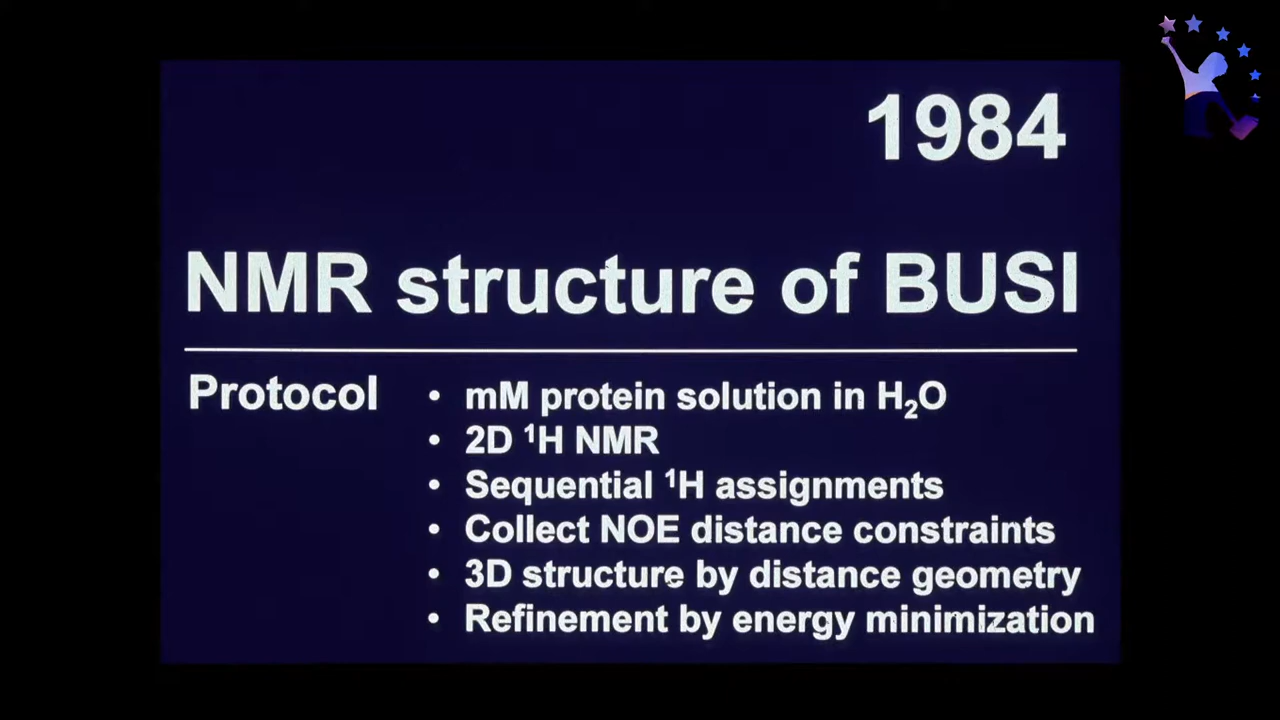 1984
NMR structure of BUSI
Protocol
• mM protein solution in H₂O
• 2D ¹H NMR
• Sequential ¹H assignments
• Collect NOE distance constraints
• 3D structure by distance geometry
• Refinement by energy minimization